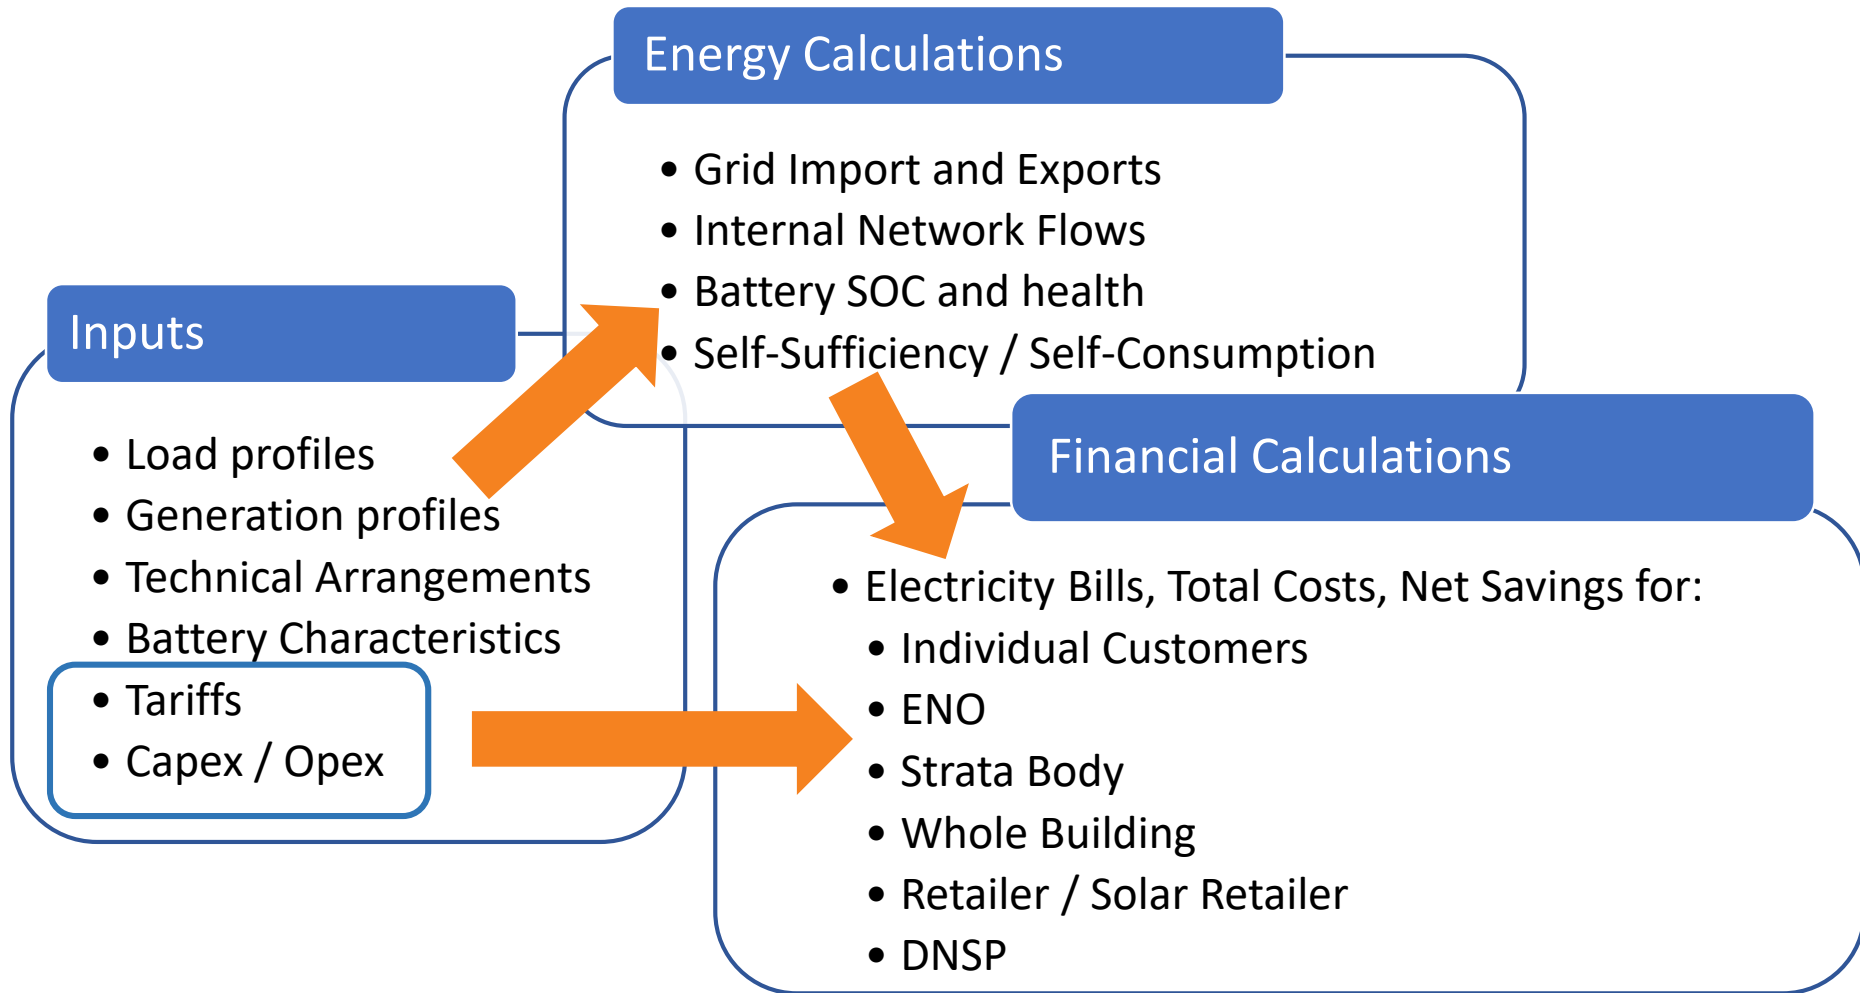 Energy Calculations
• Grid Import and Exports
• Internal Network Flows
• Battery SOC and health
• Self-Sufficiency / Self-Consumption
Inputs
• Load profiles
• Generation profiles
• Technical Arrangements
• Battery Characteristics
• Tariffs
• Capex / Opex
Financial Calculations
• Electricity Bills, Total Costs, Net Savings for:
• Individual Customers
• ENO
• Strata Body
• Whole Building
• Retailer / Solar Retailer
• DNSP